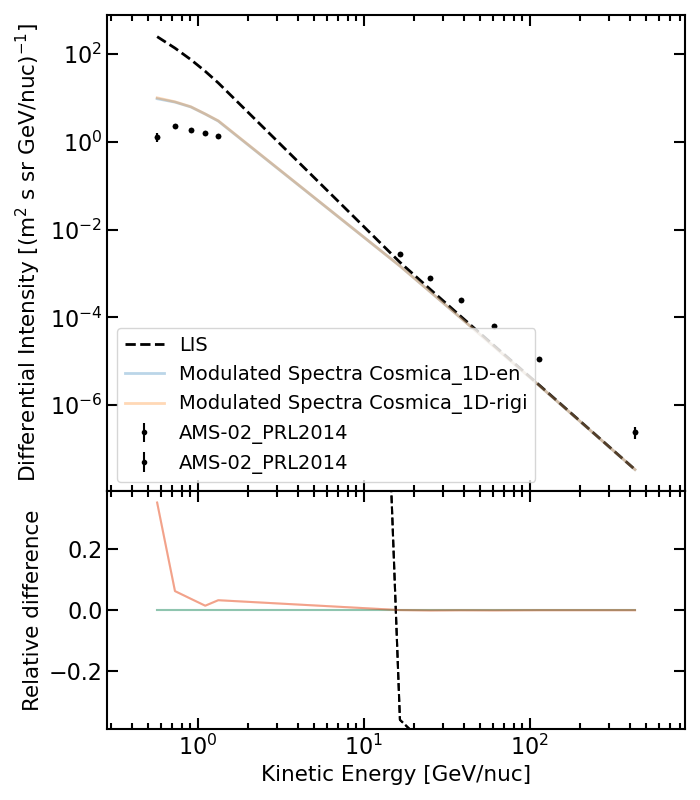 Differential Intensity [(m² s sr GeV/nuc)⁻¹]
10²
10⁰
10⁻²
10⁻⁴
10⁻⁶
LIS
Modulated Spectra Cosmica_1D-en
Modulated Spectra Cosmica_1D-rigi
AMS-02_PRL2014
AMS-02_PRL2014
Relative difference
0.2
0.0
−0.2
10⁰ 10¹ 10²
Kinetic Energy [GeV/nuc]